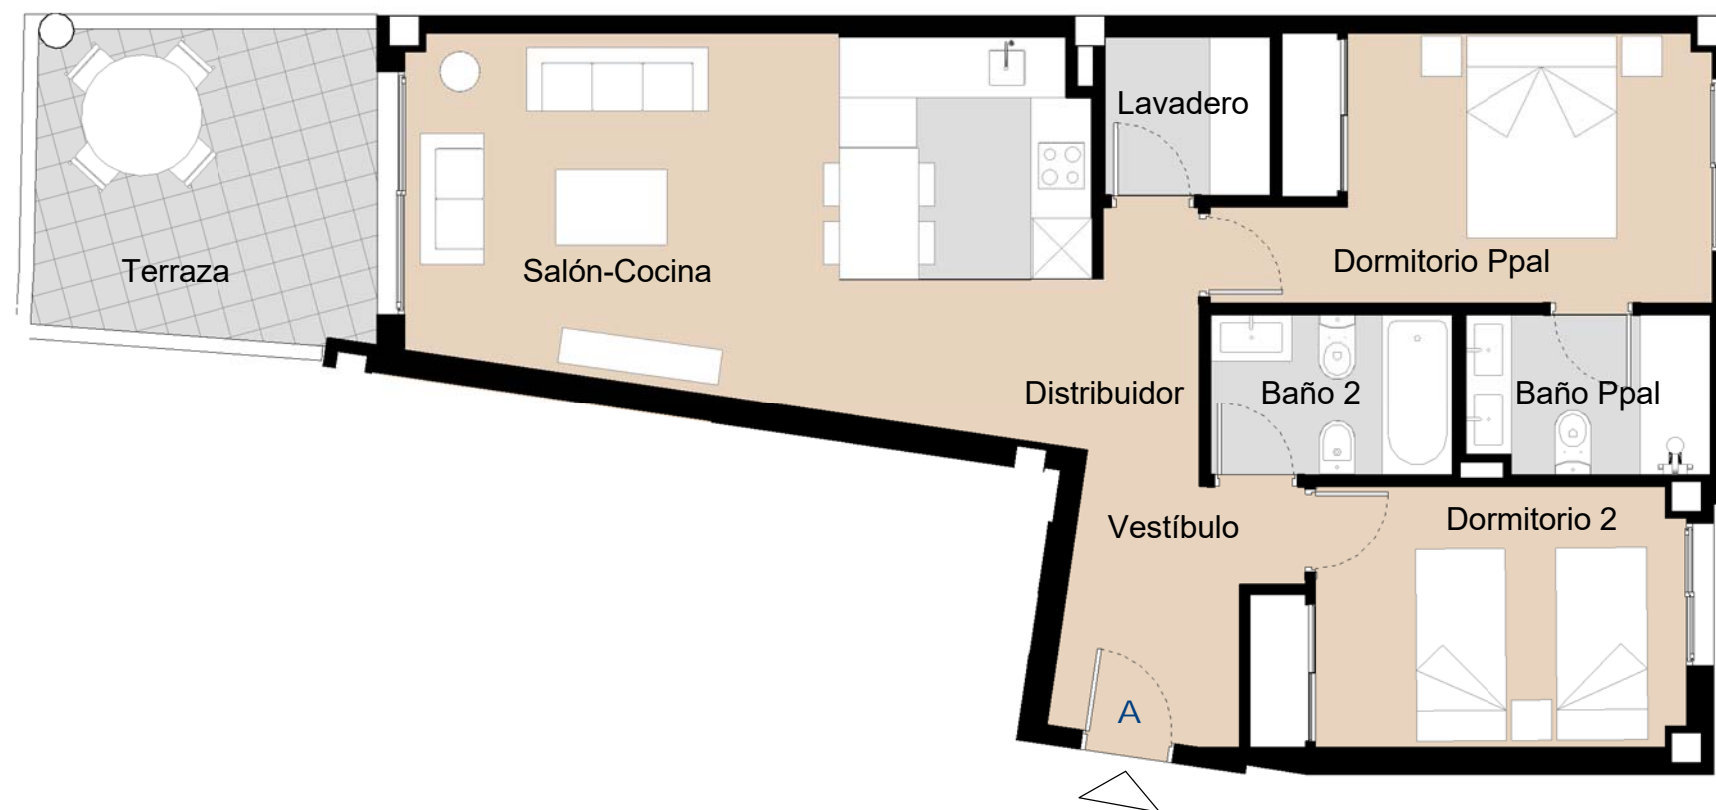 Lavadero
Terraza
Salón-Cocina
Dormitorio Ppal
Distribuidor
Baño 2
Baño Ppal
Vestíbulo
Dormitorio 2
A